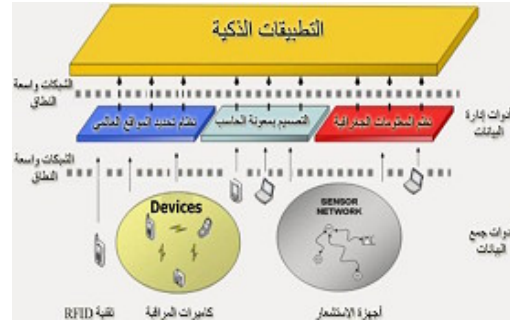 التطبيقات الذكية
الشبكات واسعة
النطاق
أدوات إدارة
البيانات
نظم المعلومات الجغرافية
التصميم بمعونة الحاسب
نظام تحديد المواقع العالمي
الشبكات واسعة
النطاق
أدوات جمع
البيانات
Devices
SENSOR
NETWORK
أجهزة الاستشعار
كاميرات المراقبة
تقنية RFID